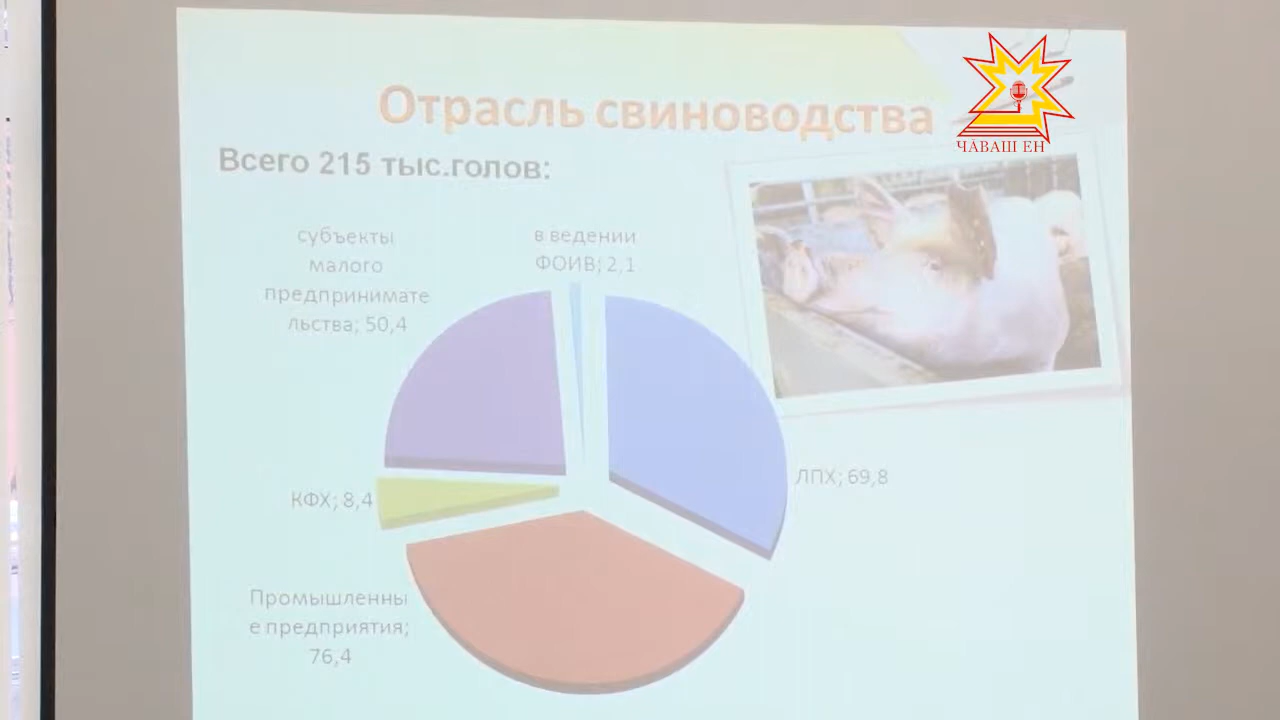 Отрасль свиноводства
ЧӐВАШ ЕН
Всего 215 тыс.голов:
субъекты
малого
предпринимате
льства; 50,4
в ведении
ФОИВ; 2,1
ЛПХ; 69,8
КФХ; 8,4
Промышленны
е предприятия;
76,4